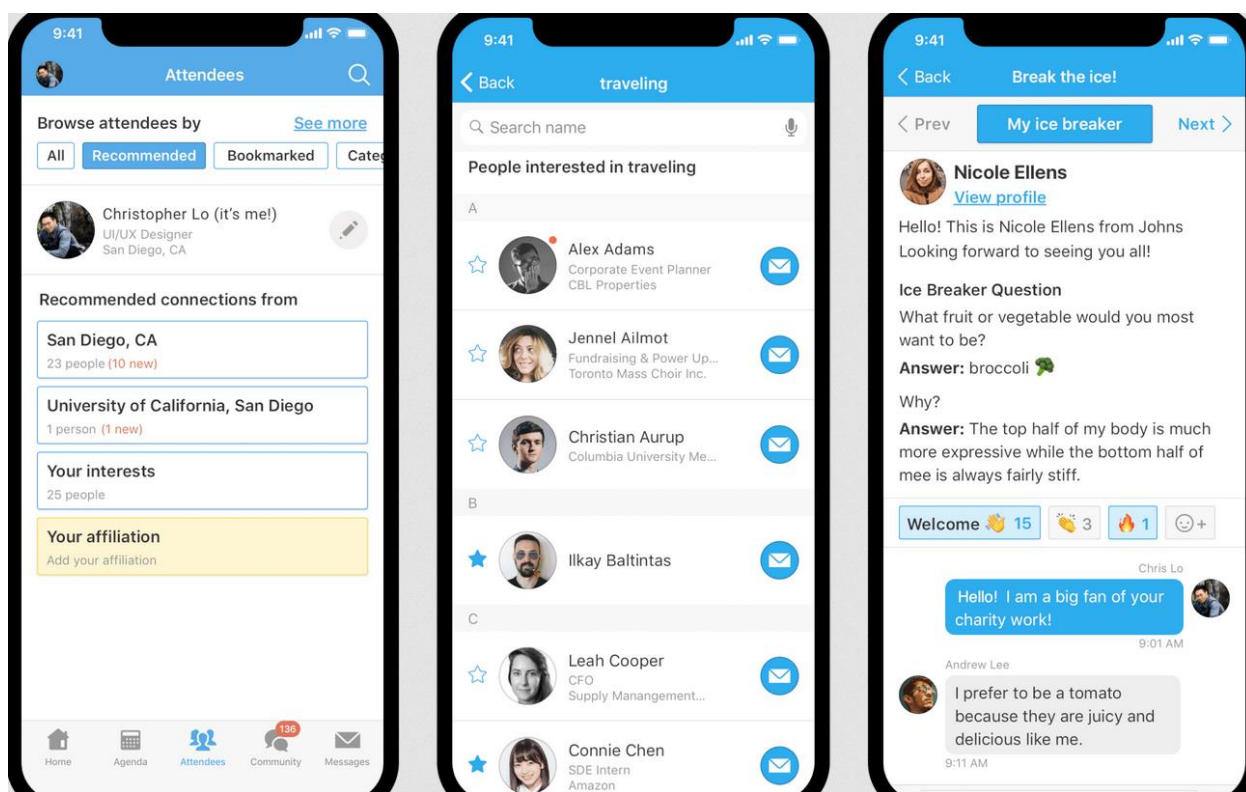 9:41
Attendees
Browse attendees by
See more
All
Recommended
Bookmarked
Categ
Christopher Lo (it's me!)
UI/UX Designer
San Diego, CA
Recommended connections from
San Diego, CA
23 people (10 new)
University of California, San Diego
1 person (1 new)
Your interests
25 people
Your affiliation
Add your affiliation
136
Home
Agenda
Attendees
Community
Messages
9:41
Back
traveling
Search name
People interested in traveling
A
Alex Adams
Corporate Event Planner
CBL Properties
Jennel Ailmot
Fundraising & Power Up...
Toronto Mass Choir Inc.
Christian Aurup
Columbia University Me...
B
Ilkay Baltintas
C
Leah Cooper
CFO
Supply Manangement...
Connie Chen
SDE Intern
Amazon
9:41
Back
Break the ice!
Prev
My ice breaker
Next
Nicole Ellens
View profile
Hello! This is Nicole Ellens from Johns
Looking forward to seeing you all!
Ice Breaker Question
What fruit or vegetable would you most
want to be?
Answer: broccoli 🥦
Why?
Answer: The top half of my body is much
more expressive while the bottom half of
mee is always fairly stiff.
Welcome 👋 15
👏 3
🔥 1
Chris Lo
Hello! I am a big fan of your
charity work!
9:01 AM
Andrew Lee
I prefer to be a tomato
because they are juicy and
delicious like me.
9:11 AM